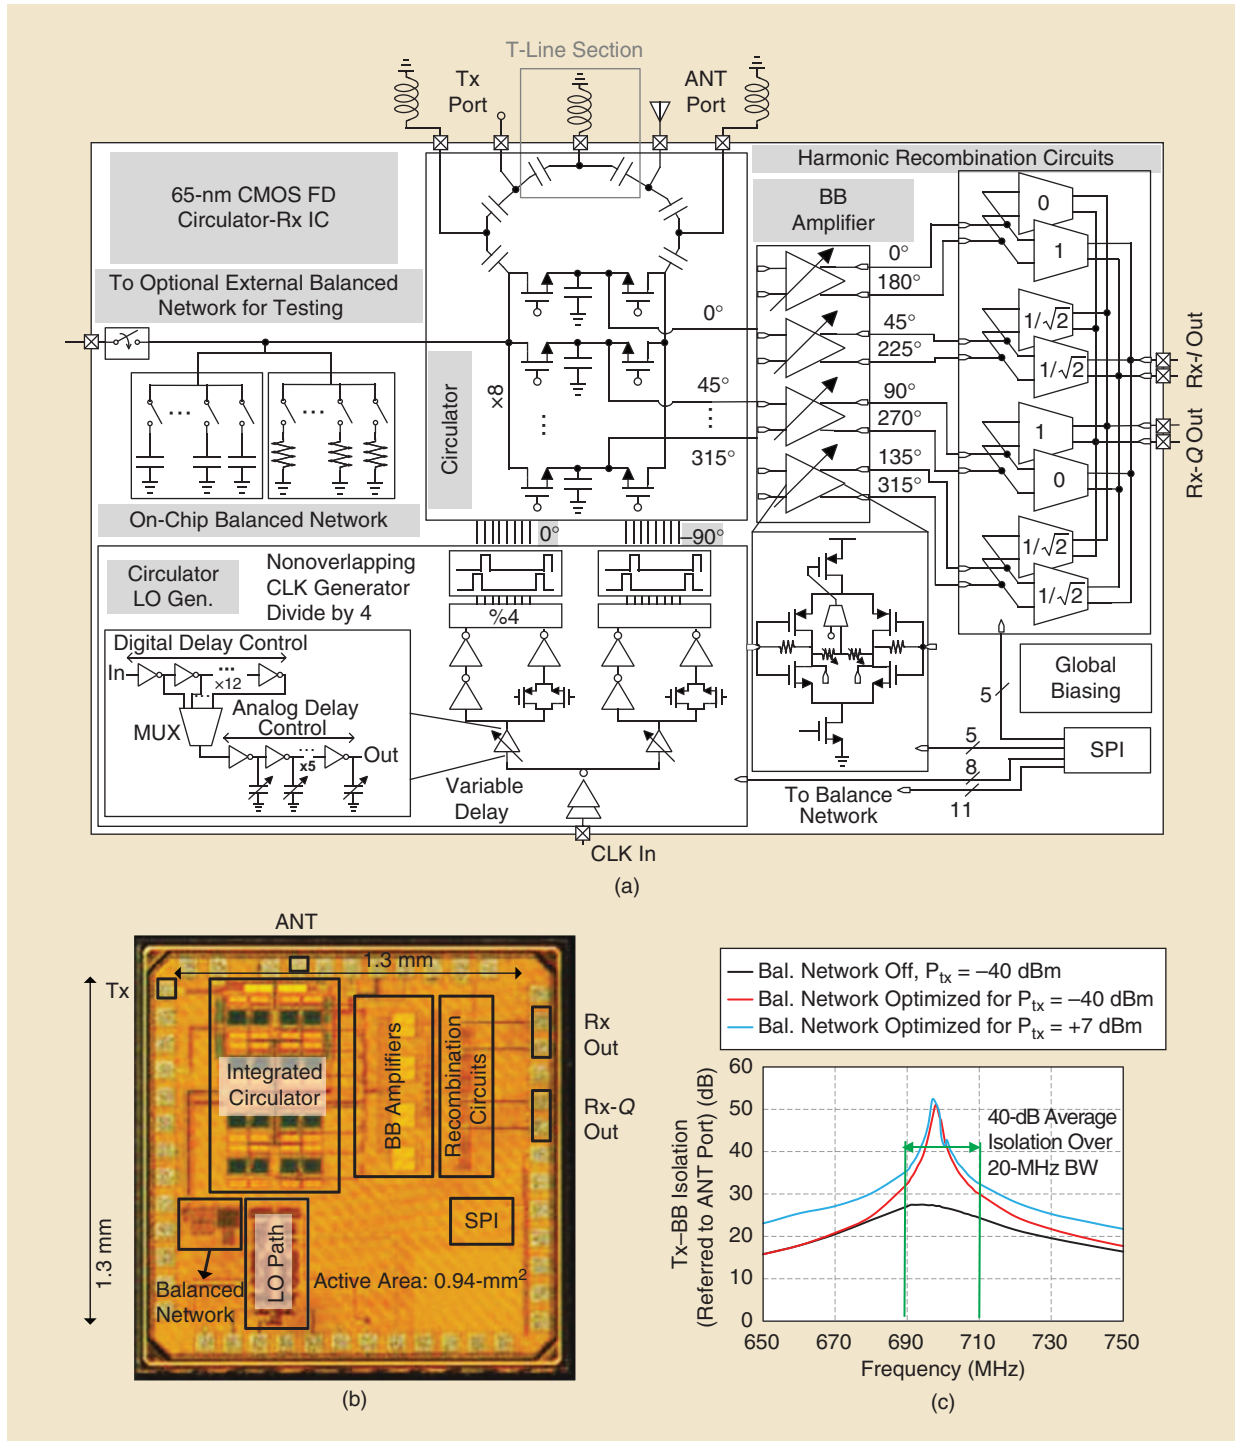 T-Line Section
Tx
Port
ANT
Port
65-nm CMOS FD
Circulator-Rx IC
Harmonic Recombination Circuits
BB
Amplifier
To Optional External Balanced
Network for Testing
On-Chip Balanced Network
Circulator
×8
0°
45°
315°
0°
180°
45°
225°
90°
270°
135°
315°
0
1
1/√2
1/√2
1
0
1/√2
1/√2
Rx-I Out
Rx-Q Out
0°
–90°
Circulator
LO Gen.
Nonoverlapping
CLK Generator
Divide by 4
%4
Digital Delay Control
In
×12
MUX
Analog Delay
Control
x5
Out
Variable
Delay
CLK In
Global
Biasing
SPI
5
5
8
11
To Balance
Network
(a)
ANT
Tx
1.3 mm
1.3 mm
Integrated
Circulator
BB Amplifiers
Recombination
Circuits
Rx
Out
Rx-Q
Out
SPI
LO Path
Balanced
Network
Active Area: 0.94-mm²
(b)
Bal. Network Off, Ptx = –40 dBm
Bal. Network Optimized for Ptx = –40 dBm
Bal. Network Optimized for Ptx = +7 dBm
Tx–BB Isolation
(Referred to ANT Port) (dB)
60
50
40
30
20
10
0
40-dB Average
Isolation Over
20-MHz BW
650
670
690
710
730
750
Frequency (MHz)
(c)